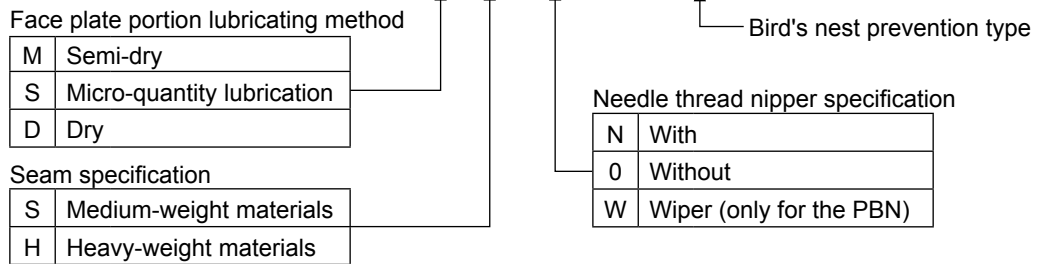 Face plate portion lubricating method
M Semi-dry
S Micro-quantity lubrication
D Dry
Seam specification
S Medium-weight materials
H Heavy-weight materials
Bird's nest prevention type
Needle thread nipper specification
N With
0 Without
W Wiper (only for the PBN)